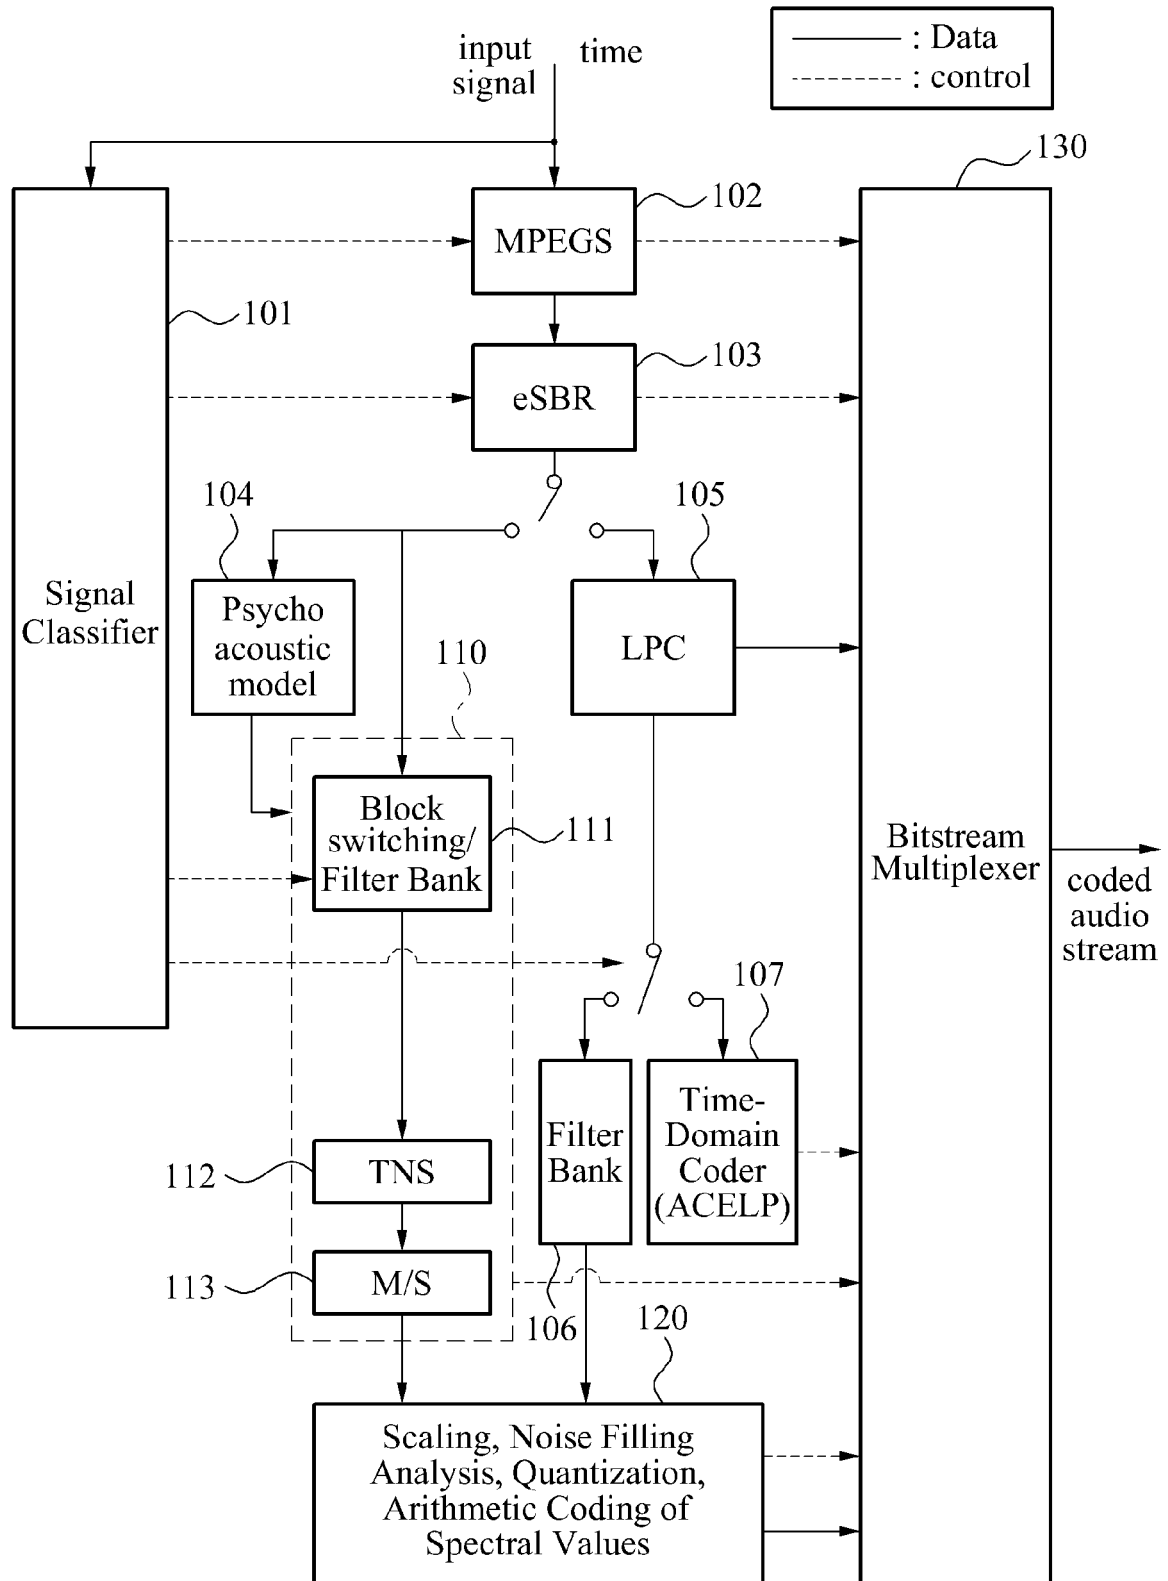 input
signal
time
: Data
: control
130
102
MPEGS
101
103
eSBR
104
105
Signal
Classifier
Psycho
acoustic
model
110
LPC
Block
switching/
Filter Bank
111
Bitstream
Multiplexer
coded
audio
stream
107
Filter
Bank
Time-
Domain
Coder
(ACELP)
112
TNS
113
M/S
106
120
Scaling, Noise Filling
Analysis, Quantization,
Arithmetic Coding of
Spectral Values